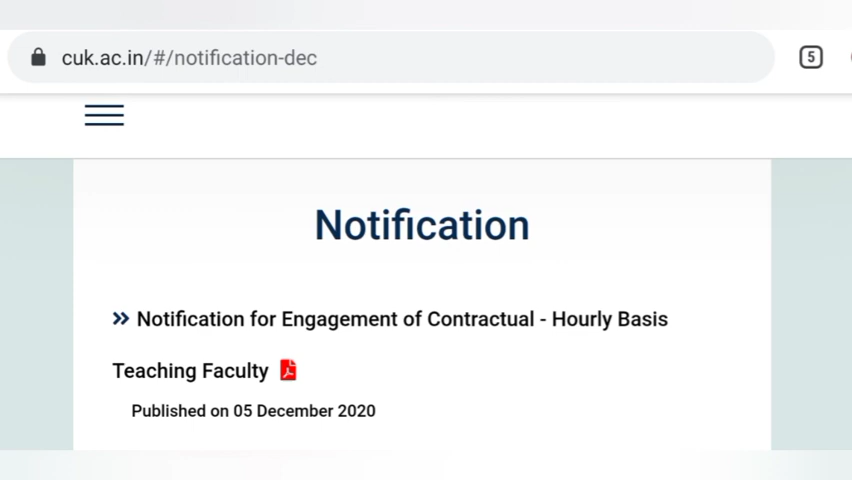 cuk.ac.in/#/notification-dec
5
Notification
>> Notification for Engagement of Contractual - Hourly Basis
Teaching Faculty
Published on 05 December 2020